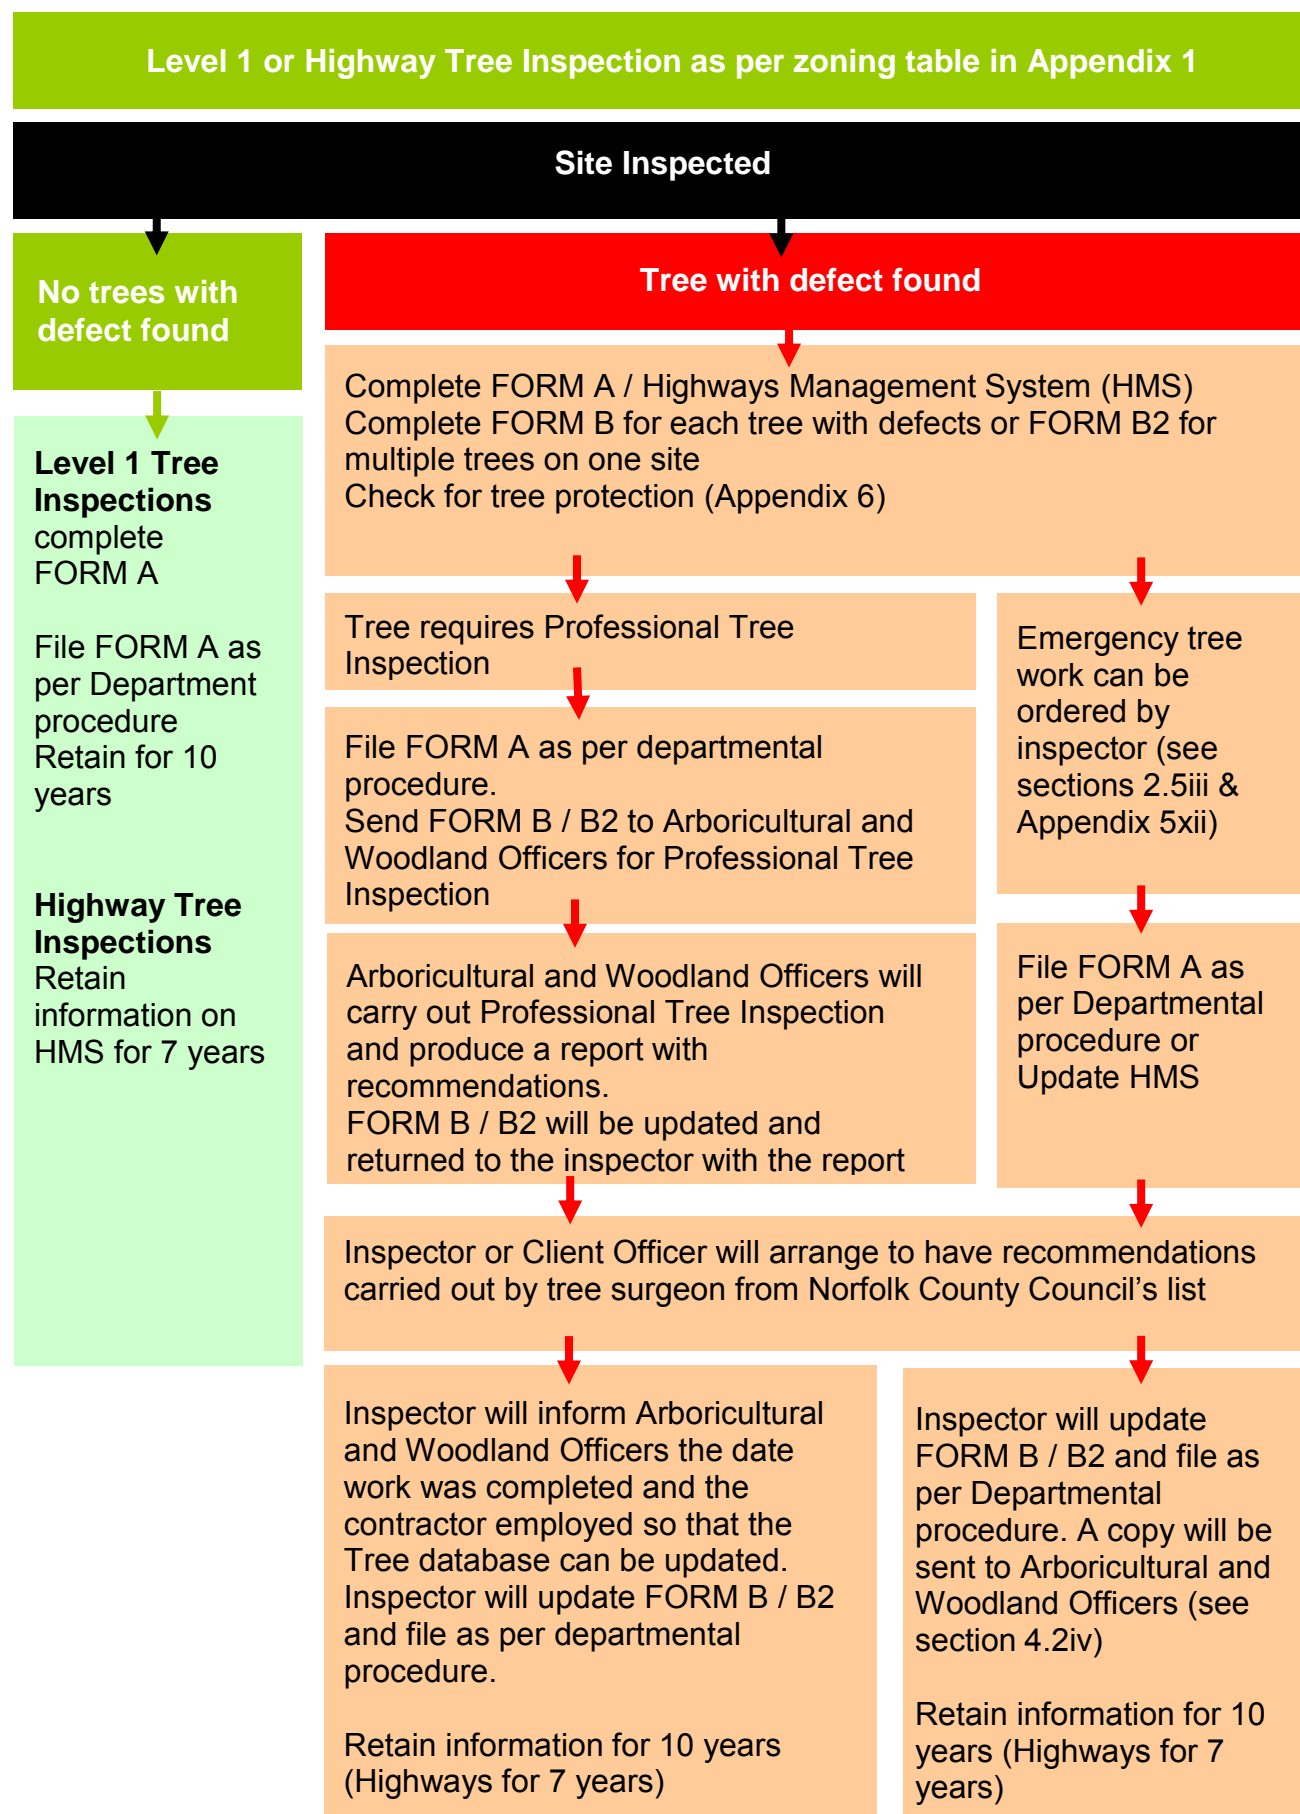 Level 1 or Highway Tree Inspection as per zoning table in Appendix 1
Site Inspected
No trees with
defect found
Level 1 Tree
Inspections
complete
FORM A
File FORM A as
per Department
procedure
Retain for 10
years
Highway Tree
Inspections
Retain
information on
HMS for 7 years
Tree with defect found
Complete FORM A / Highways Management System (HMS)
Complete FORM B for each tree with defects or FORM B2 for
multiple trees on one site
Check for tree protection (Appendix 6)
Tree requires Professional Tree
Inspection
File FORM A as per departmental
procedure.
Send FORM B / B2 to Arboricultural and
Woodland Officers for Professional Tree
Inspection
Arboricultural and Woodland Officers will
carry out Professional Tree Inspection
and produce a report with
recommendations.
FORM B / B2 will be updated and
returned to the inspector with the report
Emergency tree
work can be
ordered by
inspector (see
sections 2.5iii &
Appendix 5xii)
File FORM A as
per Departmental
procedure or
Update HMS
Inspector or Client Officer will arrange to have recommendations
carried out by tree surgeon from Norfolk County Council's list
Inspector will inform Arboricultural
and Woodland Officers the date
work was completed and the
contractor employed so that the
Tree database can be updated.
Inspector will update FORM B / B2
and file as per departmental
procedure.
Retain information for 10 years
(Highways for 7 years)
Inspector will update
FORM B / B2 and file as
per Departmental
procedure. A copy will be
sent to Arboricultural and
Woodland Officers (see
section 4.2iv)
Retain information for 10
years (Highways for 7
years)